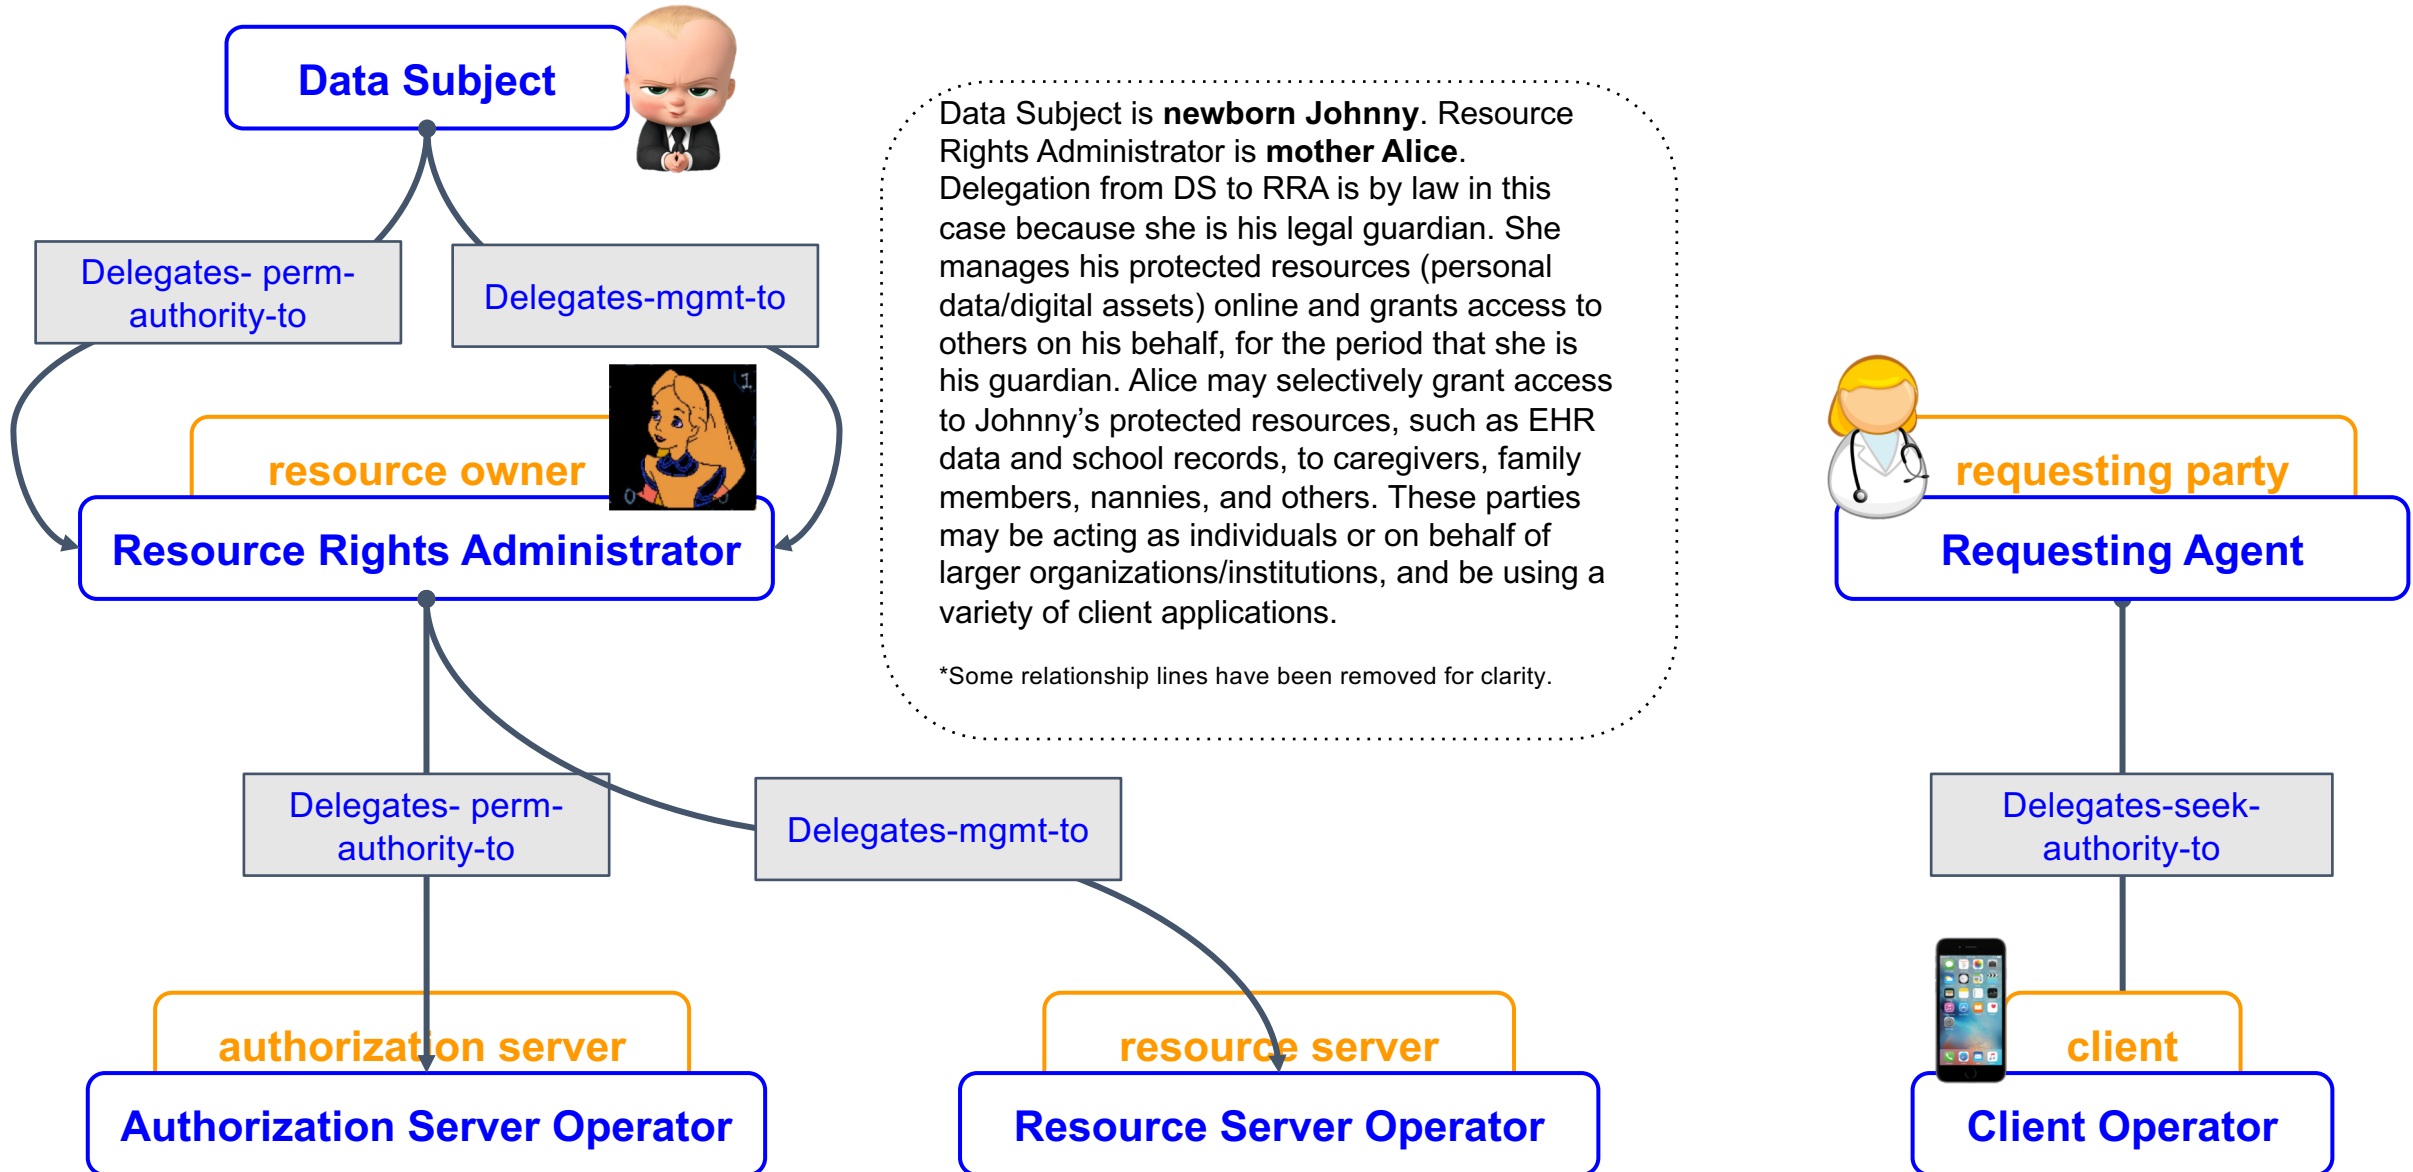 Data Subject
Data Subject is newborn Johnny. Resource
Rights Administrator is mother Alice.
Delegation from DS to RRA is by law in this
case because she is his legal guardian. She
manages his protected resources (personal
data/digital assets) online and grants access to
others on his behalf, for the period that she is
his guardian. Alice may selectively grant access
to Johnny’s protected resources, such as EHR
data and school records, to caregivers, family
members, nannies, and others. These parties
may be acting as individuals or on behalf of
larger organizations/institutions, and be using a
variety of client applications.
*Some relationship lines have been removed for clarity.
Delegates- perm-
authority-to
Delegates-mgmt-to
1
0
0
resource owner
Resource Rights Administrator
requesting party
Requesting Agent
Delegates- perm-
authority-to
Delegates-mgmt-to
Delegates-seek-
authority-to
authorization server
Authorization Server Operator
resource server
Resource Server Operator
client
Client Operator